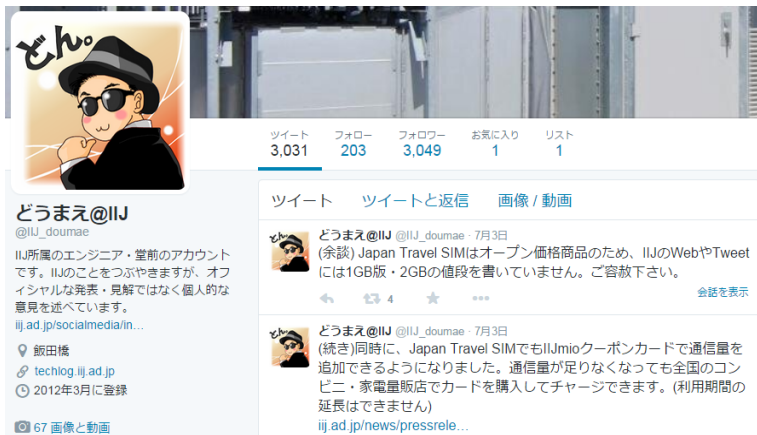 どん。
ツイート
3,031
フォロー
203
フォロワー
3,049
お気に入り
1
リスト
1
どうまえ@IIJ
@IIJ_doumae
IIJ所属のエンジニア・堂前のアカウント
です。IIJのことをつぶやきますが、オフ
ィシャルな発表・見解ではなく個人的な
意見を述べています。
iij.ad.jp/socialmedia/in…
飯田橋
techlog.iij.ad.jp
2012年3月に登録
67 画像と動画
ツイート ツイートと返信 画像 / 動画
どうまえ@IIJ @IIJ_doumae · 7月3日
(余談) Japan Travel SIMはオープン価格商品のため、IIJのWebやTweet
には1GB版・2GBの値段を書いていません。ご容赦下さい。
4
会話を表示
どうまえ@IIJ @IIJ_doumae · 7月3日
(続き)同時に、Japan Travel SIMでもIIJmioクーポンカードで通信量を
追加できるようになりました。通信量が足りなくなっても全国のコン
ビニ・家電量販店でカードを購入してチャージできます。(利用期間の
延長はできません)
iij.ad.jp/news/pressrele…